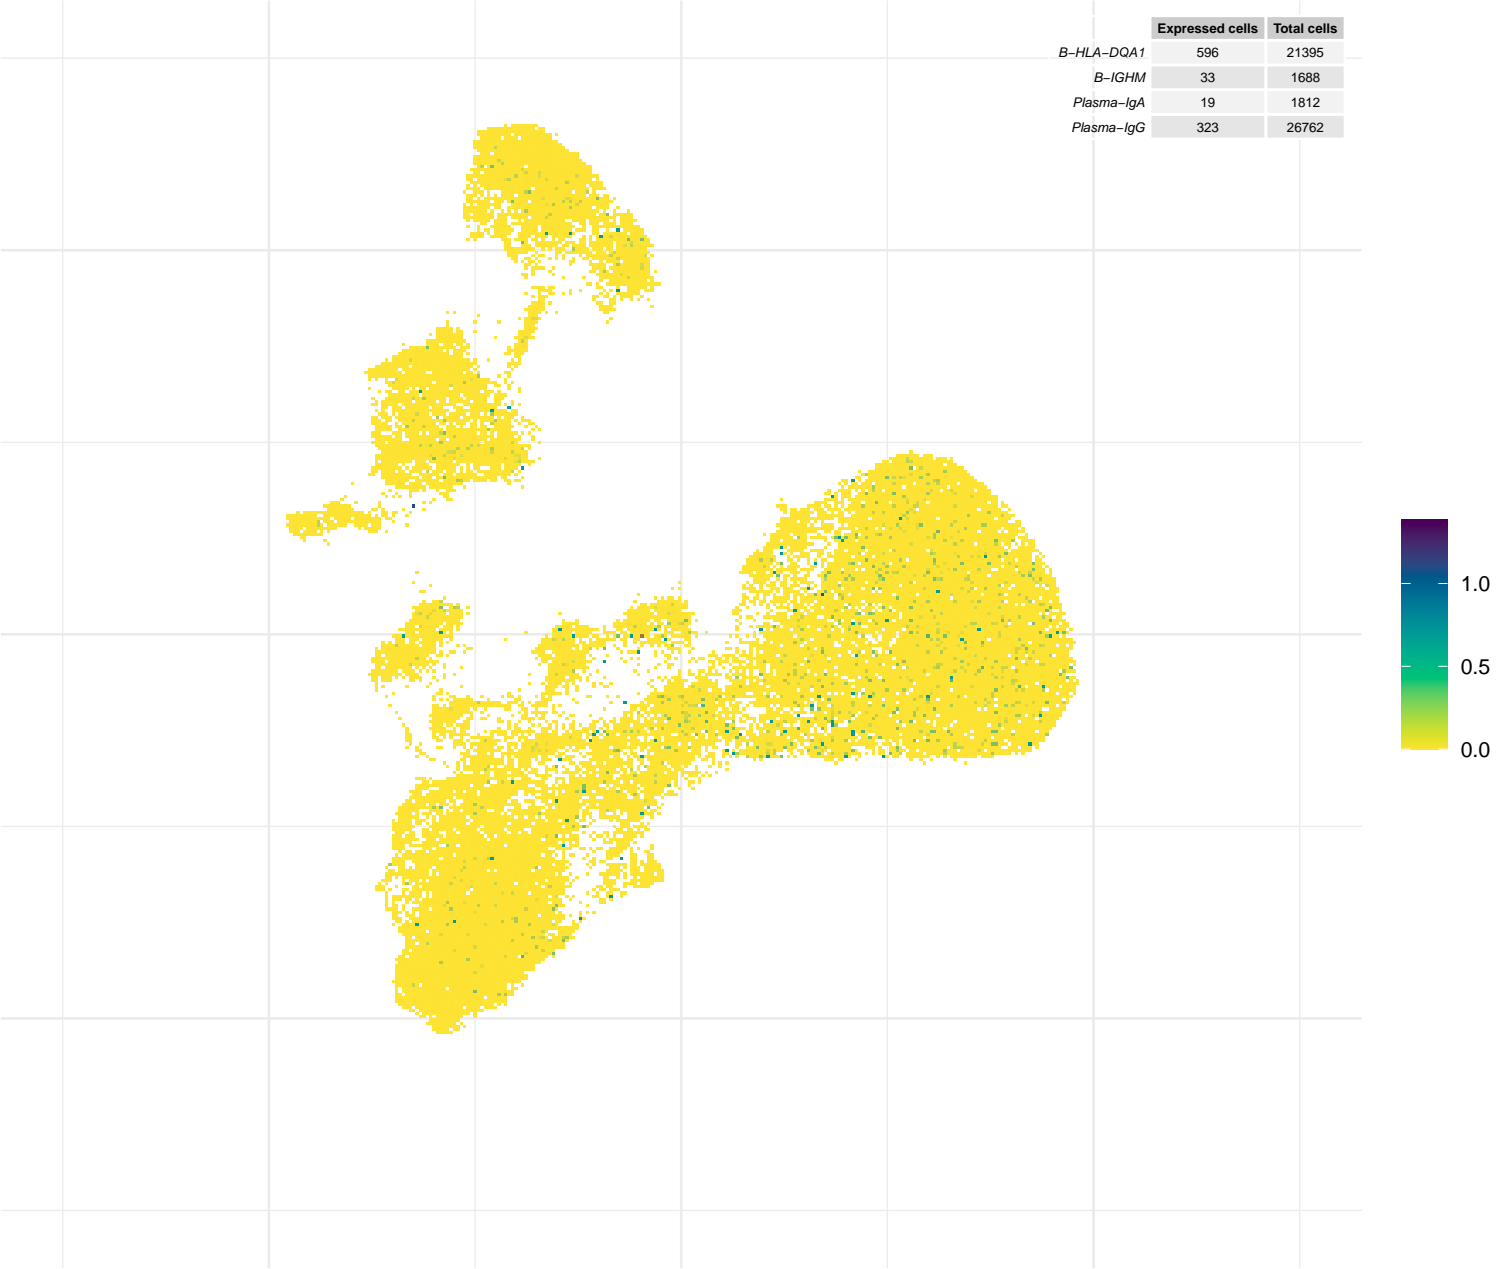 Expressed cells Total cells
B−HLA−DQA1 596 21395
B−IGHM 33 1688
Plasma−IgA 19 1812
Plasma−IgG 323 26762
1.0
0.5
0.0